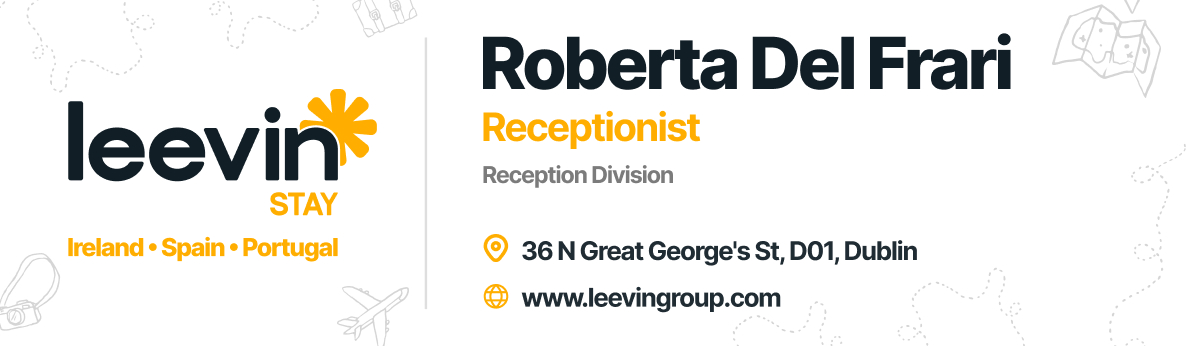 leevin
STAY
Ireland • Spain • Portugal
Roberta Del Frari
Receptionist
Reception Division
36 N Great George's St, D01, Dublin
www.leevingroup.com